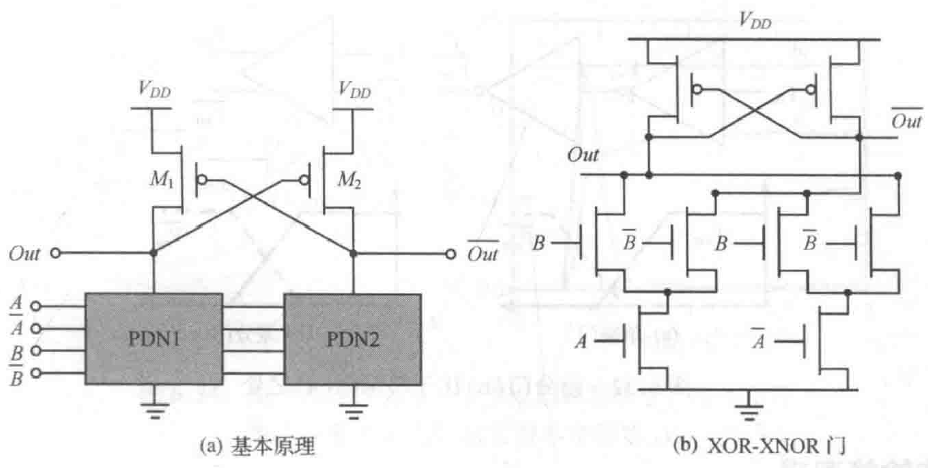 V_{DD}
V_{DD} V_{DD}
M_1 M_2
Out \overline{Out}
\overline{A}
A
B
\overline{B}
PDN1 PDN2
(a) 基本原理
\overline{Out}
Out
B \overline{B} B \overline{B}
A \overline{A}
(b) XOR-XNOR 门